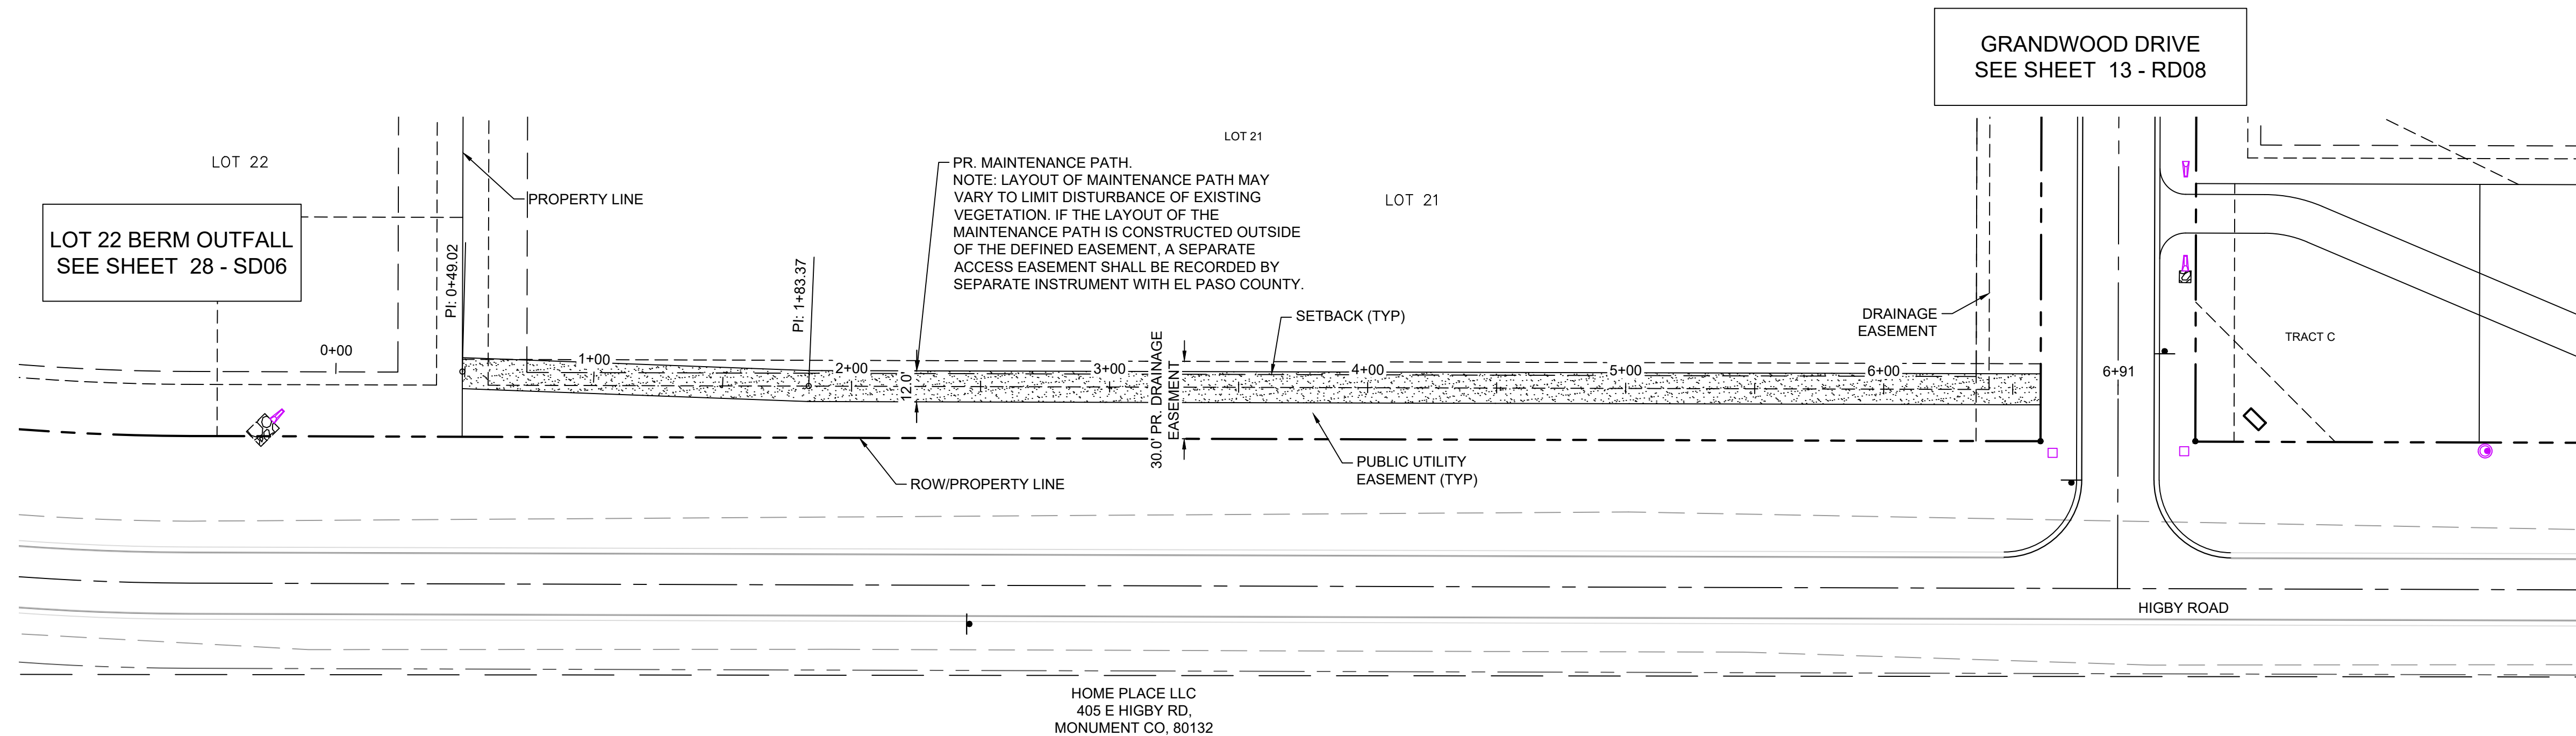 GRANDWOOD DRIVE
SEE SHEET  13 - RD08
LOT 21
LOT 22
PR. MAINTENANCE PATH.
NOTE: LAYOUT OF MAINTENANCE PATH MAY
VARY TO LIMIT DISTURBANCE OF EXISTING
VEGETATION. IF THE LAYOUT OF THE
MAINTENANCE PATH IS CONSTRUCTED OUTSIDE
OF THE DEFINED EASEMENT, A SEPARATE
ACCESS EASEMENT SHALL BE RECORDED BY
SEPARATE INSTRUMENT WITH EL PASO COUNTY.
PROPERTY LINE
LOT 21
LOT 22 BERM OUTFALL
SEE SHEET  28 - SD06
PI: 0+49.02
PI: 1+83.37
SETBACK (TYP)
DRAINAGE
EASEMENT
TRACT C
0+00
1+00
2+00
3+00
4+00
5+00
6+00
6+91
12.0'
30.0' PR. DRAINAGE
EASEMENT
PUBLIC UTILITY
EASEMENT (TYP)
ROW/PROPERTY LINE
HIGBY ROAD
HOME PLACE LLC
405 E HIGBY RD,
MONUMENT CO, 80132